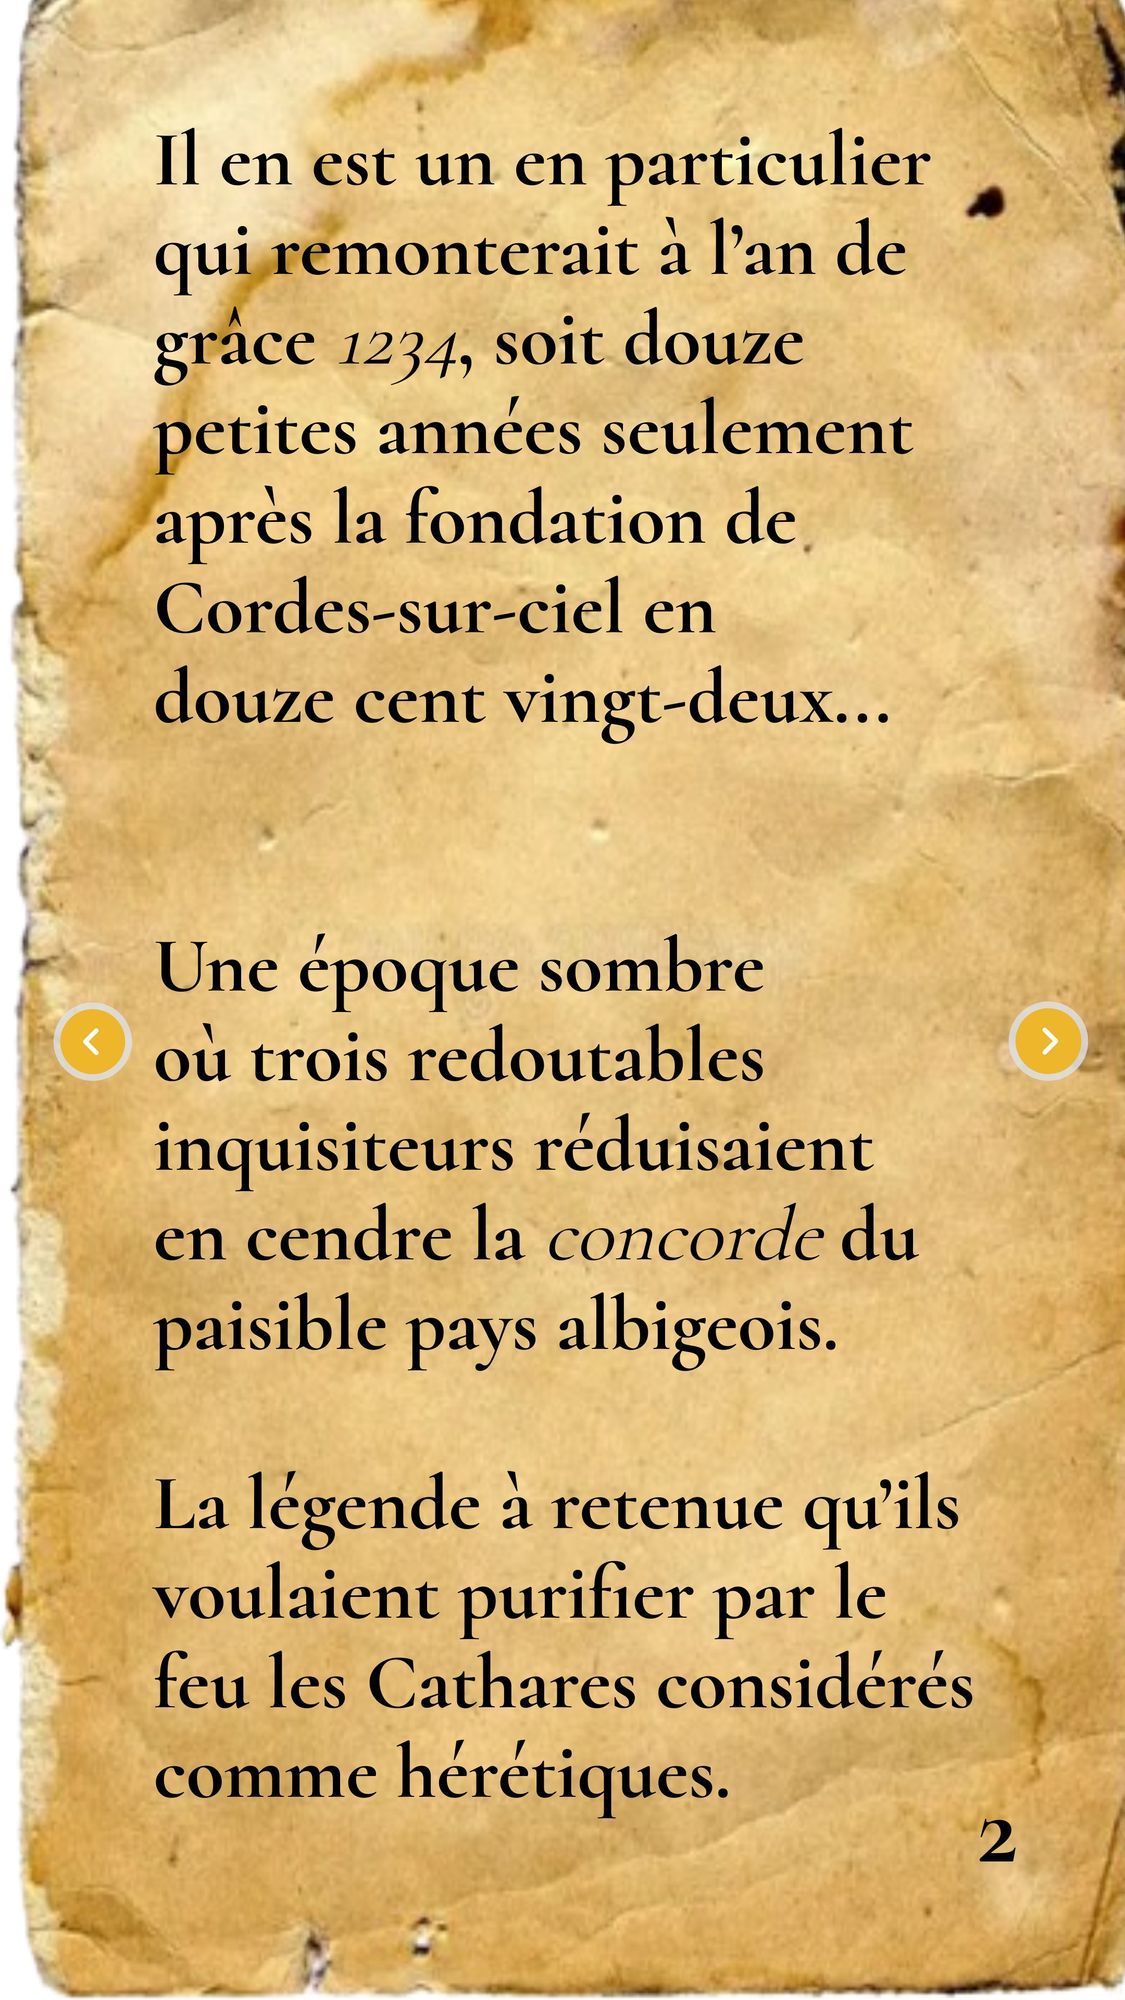 Il en est un en particulier
qui remonterait à l’an de
grâce 1234, soit douze
petites années seulement
après la fondation de
Cordes-sur-ciel en
douze cent vingt-deux...
Une époque sombre
où trois redoutables
inquisiteurs réduisaient
en cendre la concorde du
paisible pays albigeois.
La légende à retenue qu’ils
voulaient purifier par le
feu les Cathares considérés
comme hérétiques.
2